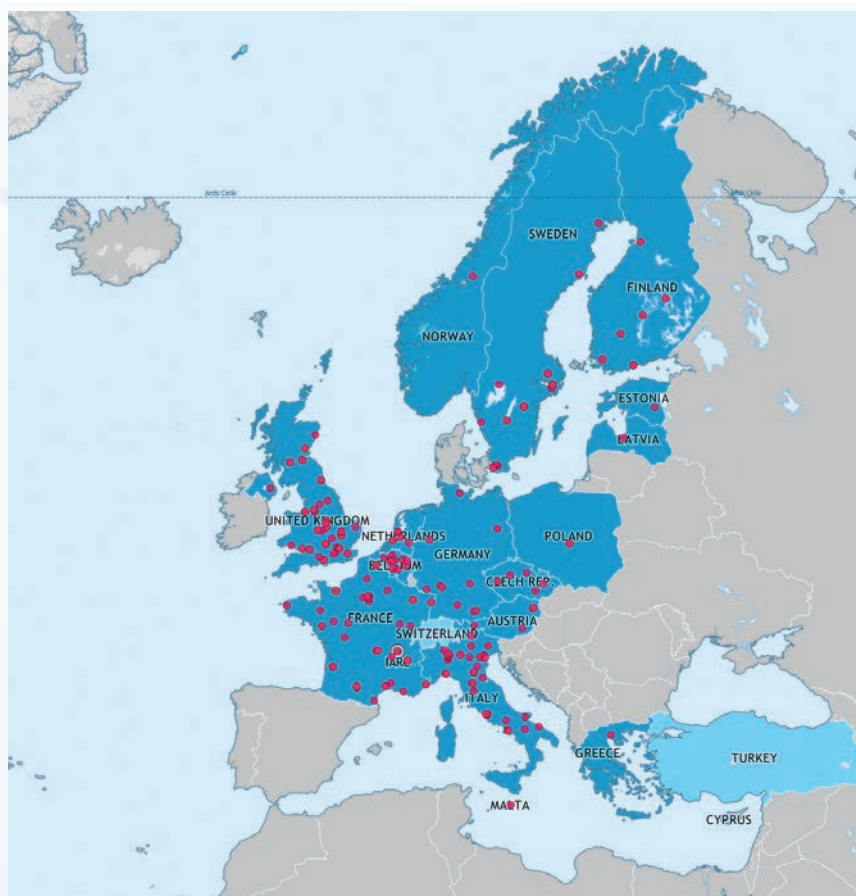 Arctic Circle
Arctic Circle
SWEDEN
FINLAND
NORWAY
ESTONIA
LATVIA
UNITED KINGDOM
NETHERLANDS
POLAND
GERMANY
BELGIUM
CZECH REP.
FRANCE
AUSTRIA
SWITZERLAND
IARC
ITALY
GREECE
TURKEY
MALTA
CYPRUS